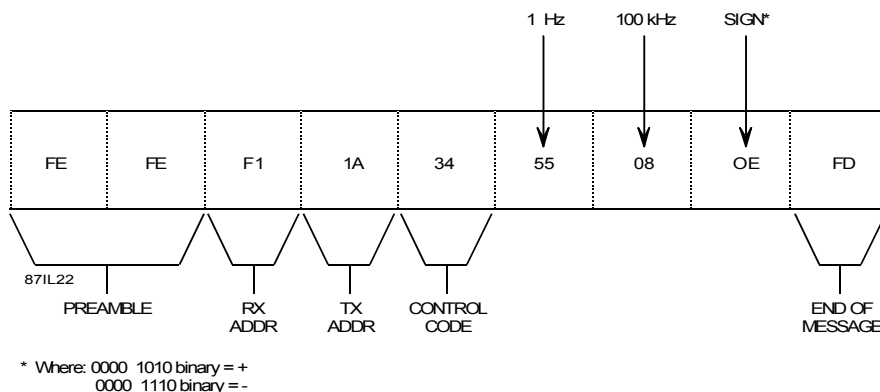 1 Hz 100 kHz SIGN*
FE FE F1 1A 34 55 08 OE FD
87IL22
PREAMBLE RX ADDR TX ADDR CONTROL CODE END OF MESSAGE
* Where: 0000 1010 binary = +
0000 1110 binary = -